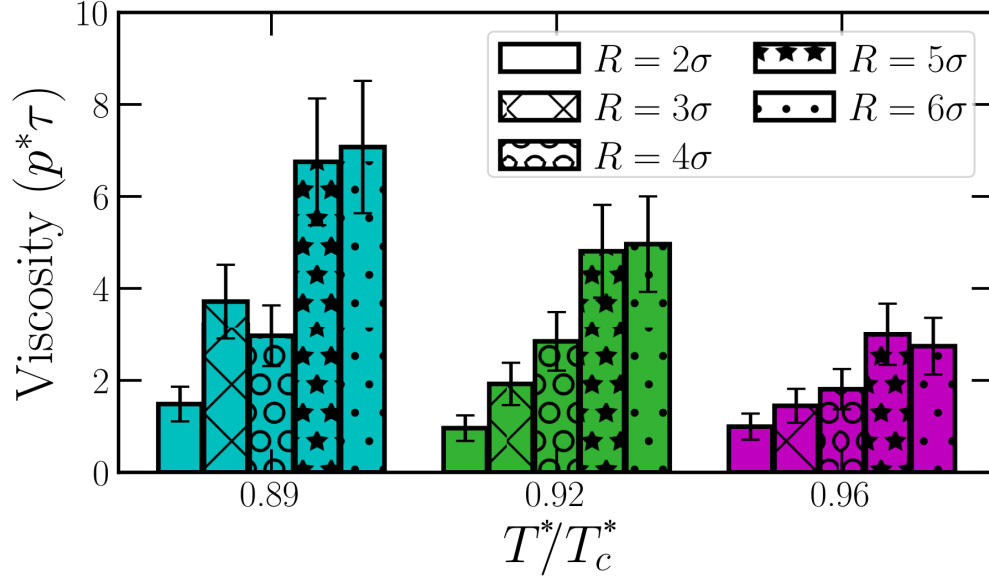 10
8
6
4
2
0
Viscosity (p*τ)
R = 2σ
R = 3σ
R = 4σ
R = 5σ
R = 6σ
0.89 0.92 0.96
T*/T*c